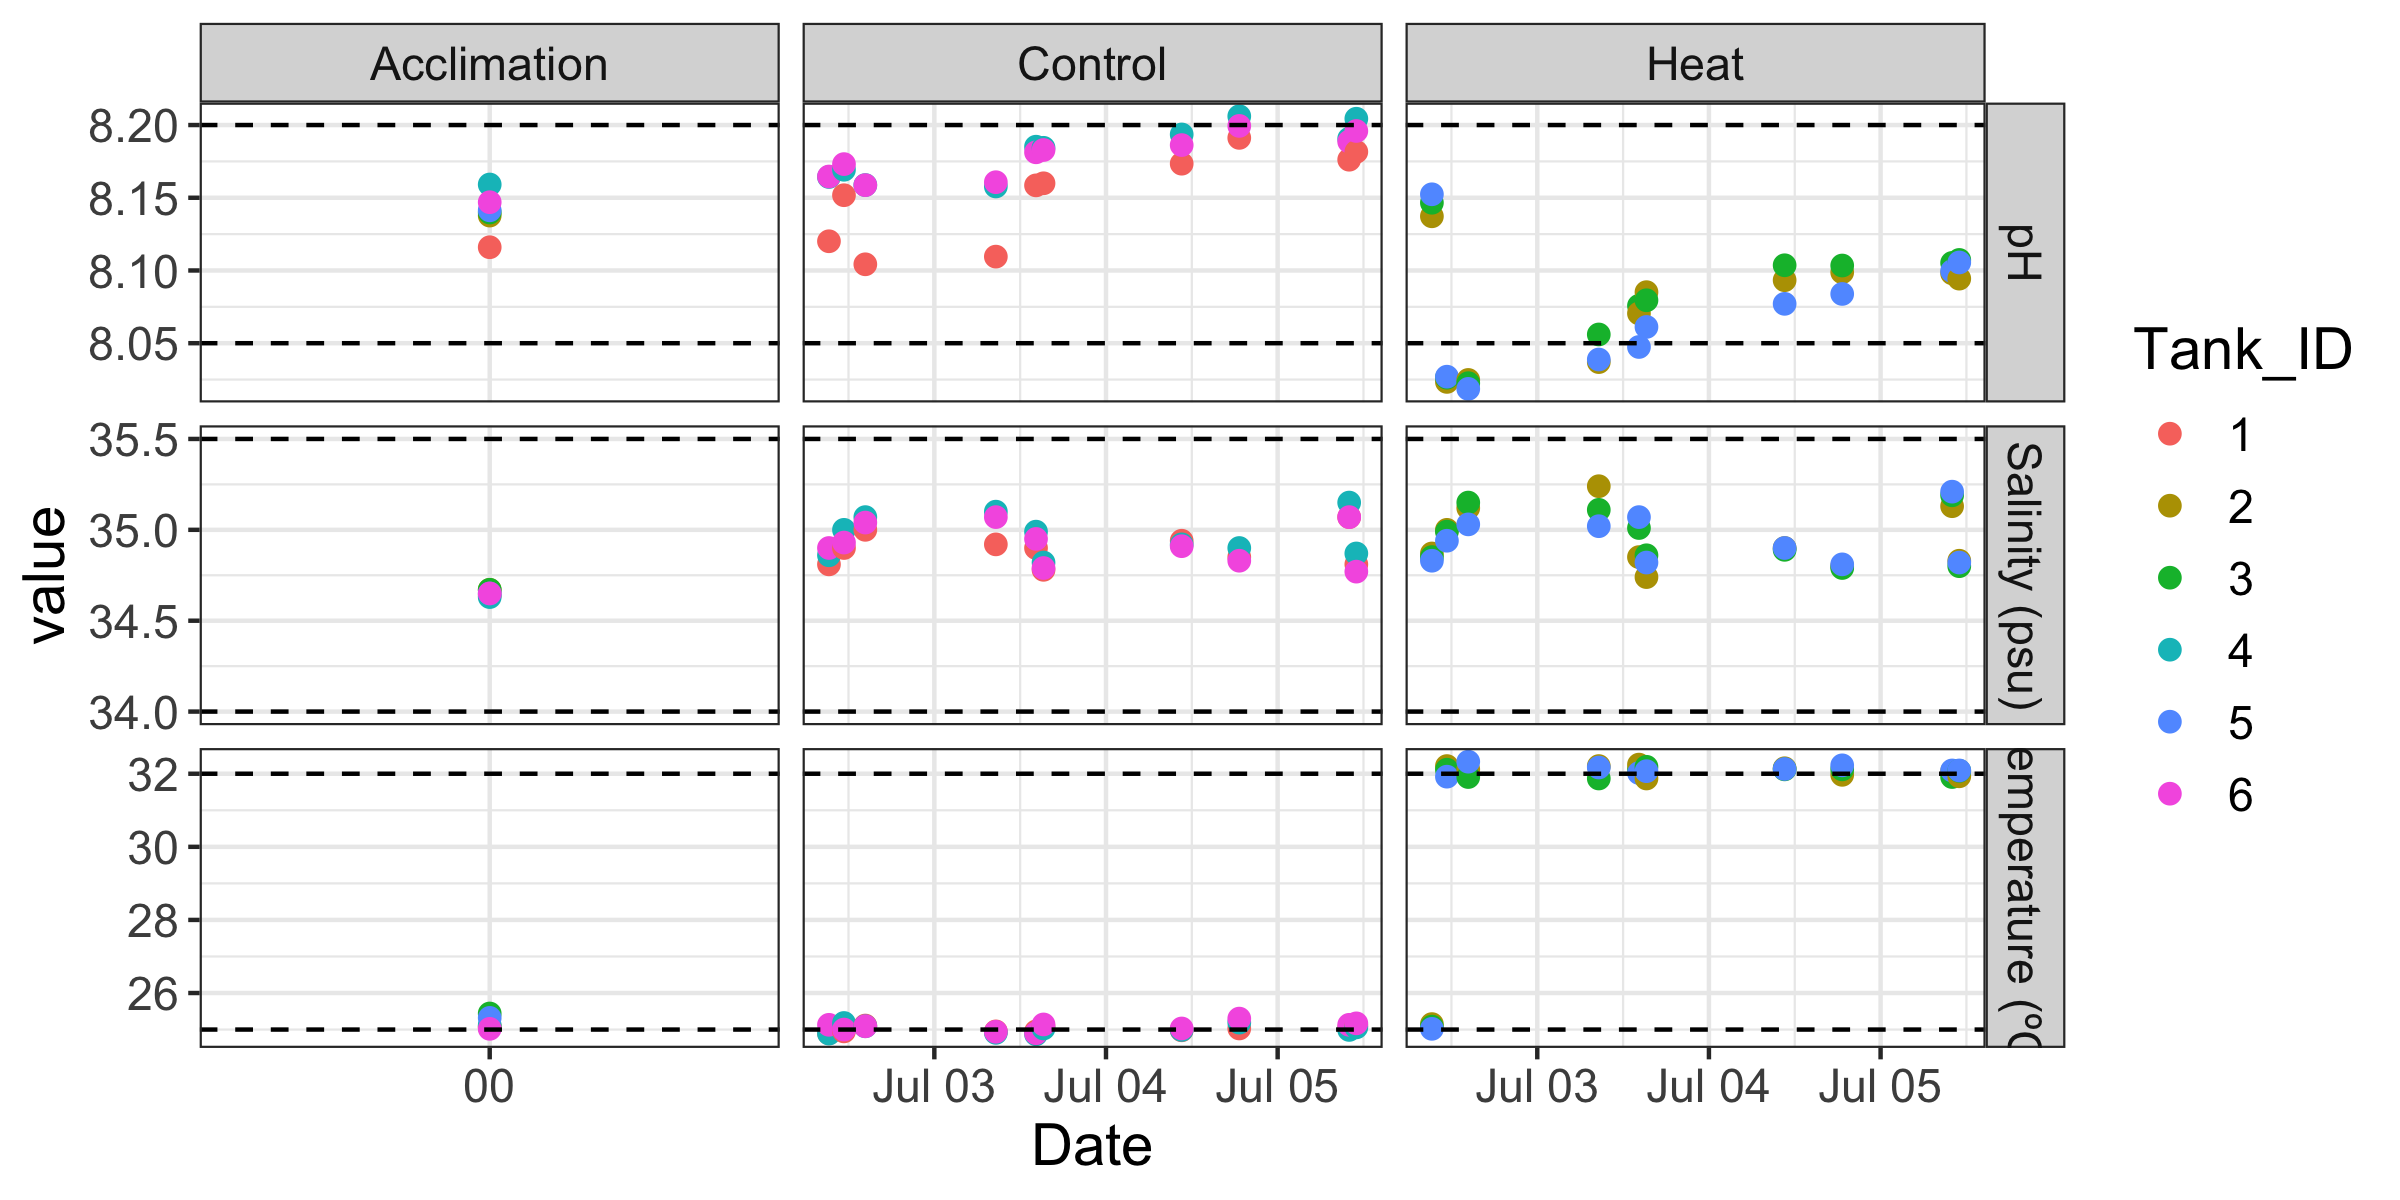 Acclimation Control Heat
8.20
8.15
8.10
8.05
pH
35.5
35.0
34.5
34.0
Salinity (psu)
32
30
28
26
emperature (°C
value
00 Jul 03 Jul 04 Jul 05 Jul 03 Jul 04 Jul 05
Date
Tank_ID
1
2
3
4
5
6